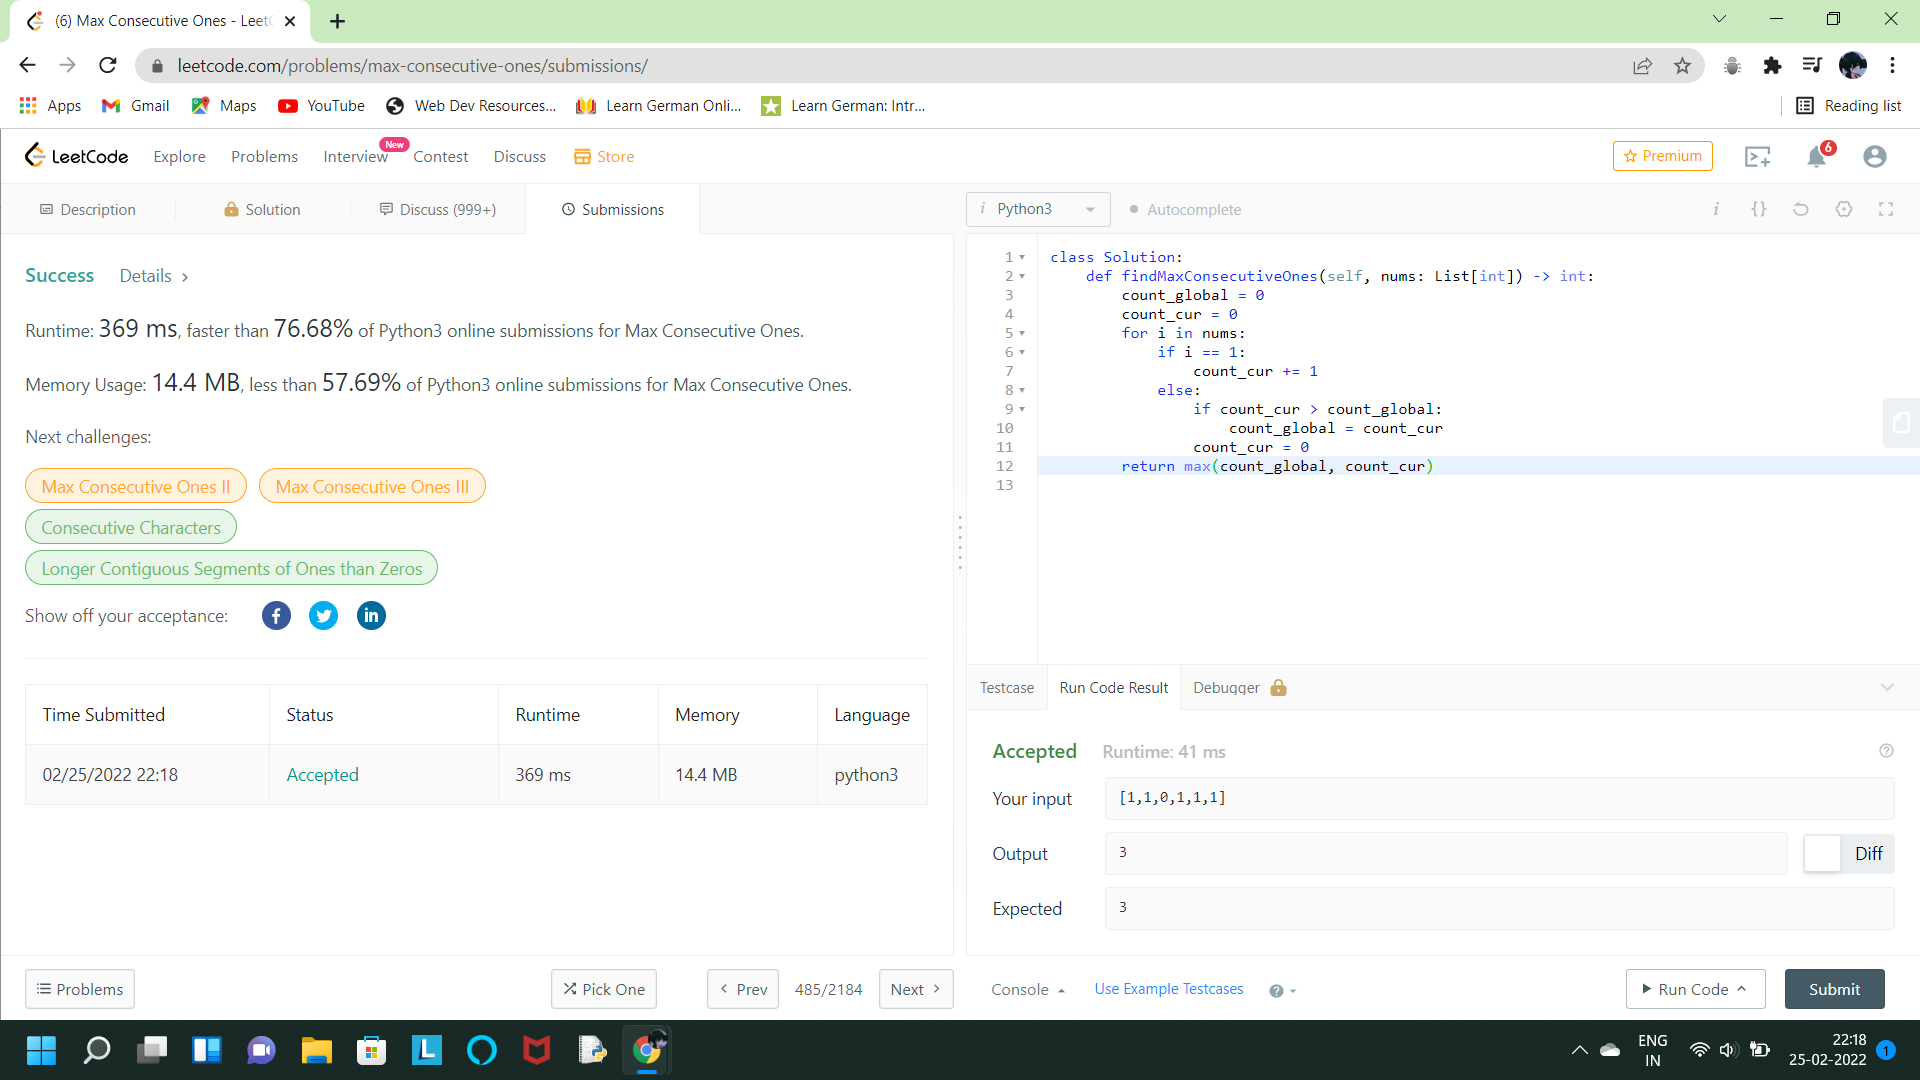 (6) Max Consecutive Ones - Leet
leetcode.com/problems/max-consecutive-ones/submissions/
Apps Gmail Maps YouTube Web Dev Resources... Learn German Onli... Learn German: Intr... Reading list
LeetCode Explore Problems Interview New Contest Discuss Store Premium 6
Description Solution Discuss (999+) Submissions
Success Details >
Runtime: 369 ms, faster than 76.68% of Python3 online submissions for Max Consecutive Ones.
Memory Usage: 14.4 MB, less than 57.69% of Python3 online submissions for Max Consecutive Ones.
Next challenges:
Max Consecutive Ones II Max Consecutive Ones III
Consecutive Characters
Longer Contiguous Segments of Ones than Zeros
Show off your acceptance: f in
Time Submitted Status Runtime Memory Language
02/25/2022 22:18 Accepted 369 ms 14.4 MB python3
Problems Pick One < Prev 485/2184 Next >
i Python3 Autocomplete i {}
1 class Solution:
2 def findMaxConsecutiveOnes(self, nums: List[int]) -> int:
3 count_global = 0
4 count_cur = 0
5 for i in nums:
6 if i == 1:
7 count_cur += 1
8 else:
9 if count_cur > count_global:
10 count_global = count_cur
11 count_cur = 0
12 return max(count_global, count_cur)
13
Testcase Run Code Result Debugger
Accepted Runtime: 41 ms ?
Your input [1,1,0,1,1,1]
Output 3 Diff
Expected 3
Console Use Example Testcases ? Run Code Submit
L ENG
IN 22:18
25-02-2022 1